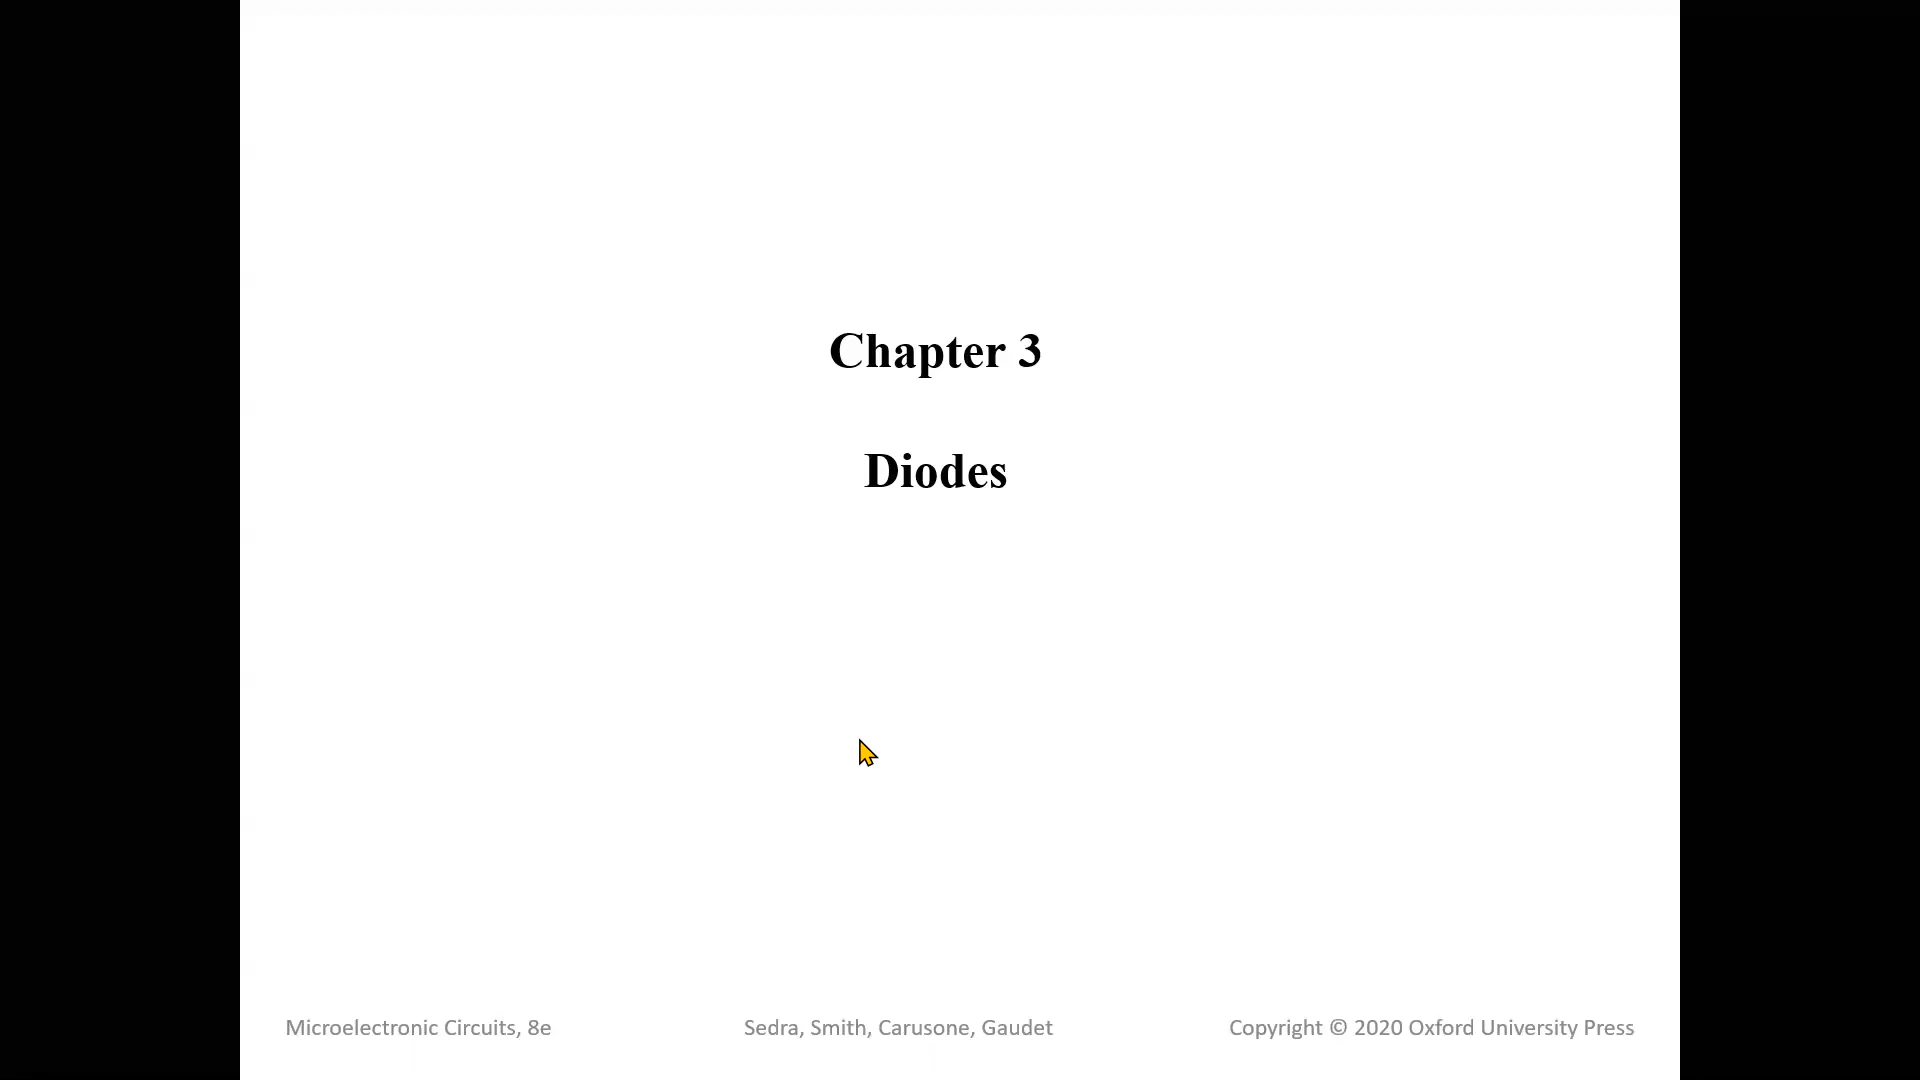 Chapter 3
Diodes
Microelectronic Circuits, 8e
Sedra, Smith, Carusone, Gaudet
Copyright © 2020 Oxford University Press